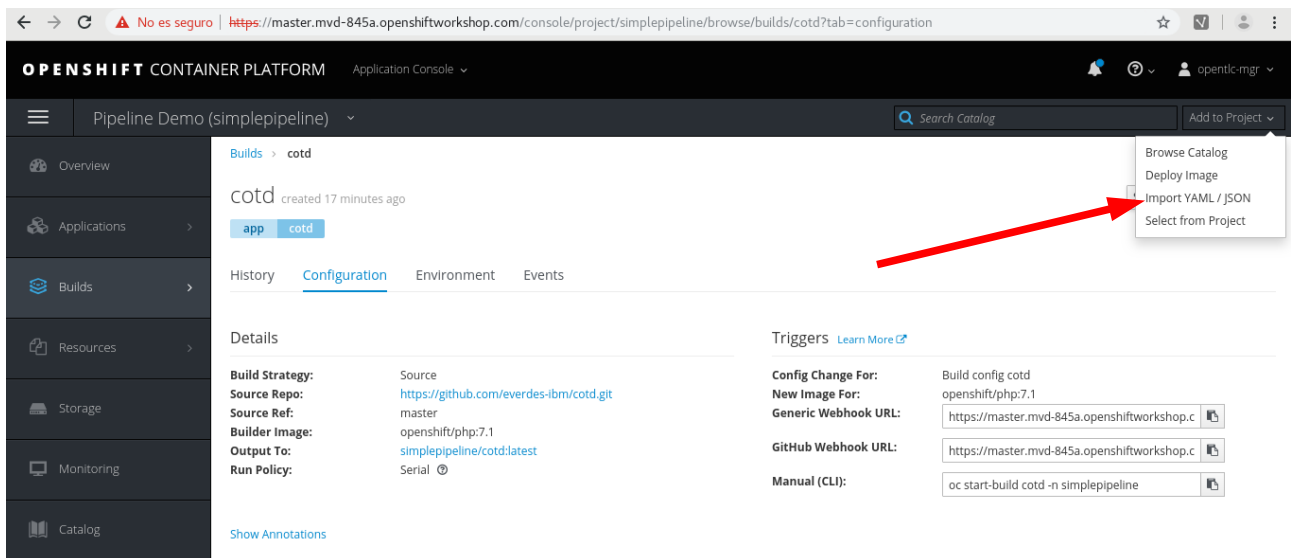 No es seguro | https://master.mvd-845a.openshiftworkshop.com/console/project/simplepipeline/browse/builds/cotd?tab=configuration
OPENSHIFT CONTAINER PLATFORM Application Console opentlc-mgr
Pipeline Demo (simplepipeline) Search Catalog Add to Project
Browse Catalog
Deploy Image
Import YAML / JSON
Select from Project
Overview
Applications
Builds
Resources
Storage
Monitoring
Catalog
Builds > cotd
cotd created 17 minutes ago
app cotd
History Configuration Environment Events
Details
Build Strategy: Source
Source Repo: https://github.com/everdes-ibm/cotd.git
Source Ref: master
Builder Image: openshift/php:7.1
Output To: simplepipeline/cotd:latest
Run Policy: Serial
Show Annotations
Triggers Learn More
Config Change For: Build config cotd
New Image For: openshift/php:7.1
Generic Webhook URL: https://master.mvd-845a.openshiftworkshop.c
GitHub Webhook URL: https://master.mvd-845a.openshiftworkshop.c
Manual (CLI): oc start-build cotd -n simplepipeline